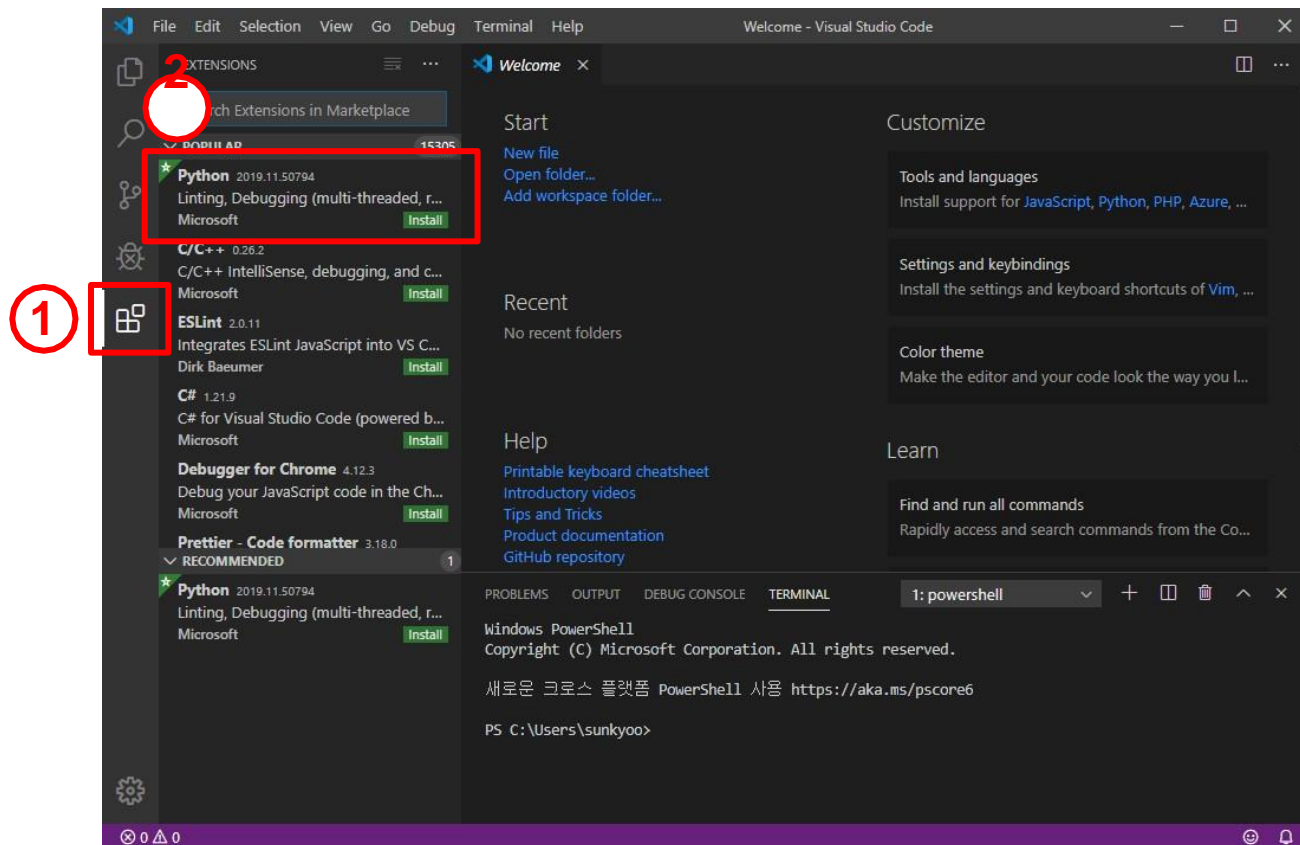 File Edit Selection View Go Debug Terminal Help Welcome - Visual Studio Code
EXTENSIONS
2
Search Extensions in Marketplace
POPULAR 15305
Python 2019.11.50794
Linting, Debugging (multi-threaded, r...
Microsoft Install
C/C++ 0.26.2
C/C++ IntelliSense, debugging, and c...
Microsoft Install
1
ESLint 2.0.11
Integrates ESLint JavaScript into VS C...
Dirk Baeumer Install
C# 1.21.9
C# for Visual Studio Code (powered b...
Microsoft Install
Debugger for Chrome 4.12.3
Debug your JavaScript code in the Ch...
Microsoft Install
Prettier - Code formatter 3.18.0
RECOMMENDED 1
Python 2019.11.50794
Linting, Debugging (multi-threaded, r...
Microsoft Install
Welcome
Start
New file
Open folder...
Add workspace folder...
Recent
No recent folders
Help
Printable keyboard cheatsheet
Introductory videos
Tips and Tricks
Product documentation
GitHub repository
Customize
Tools and languages
Install support for JavaScript, Python, PHP, Azure, ...
Settings and keybindings
Install the settings and keyboard shortcuts of Vim, ...
Color theme
Make the editor and your code look the way you l...
Learn
Find and run all commands
Rapidly access and search commands from the Co...
PROBLEMS OUTPUT DEBUG CONSOLE TERMINAL 1: powershell
Windows PowerShell
Copyright (C) Microsoft Corporation. All rights reserved.
새로운 크로스 플랫폼 PowerShell 사용 https://aka.ms/pscore6
PS C:\Users\sunkyoo>
0 0